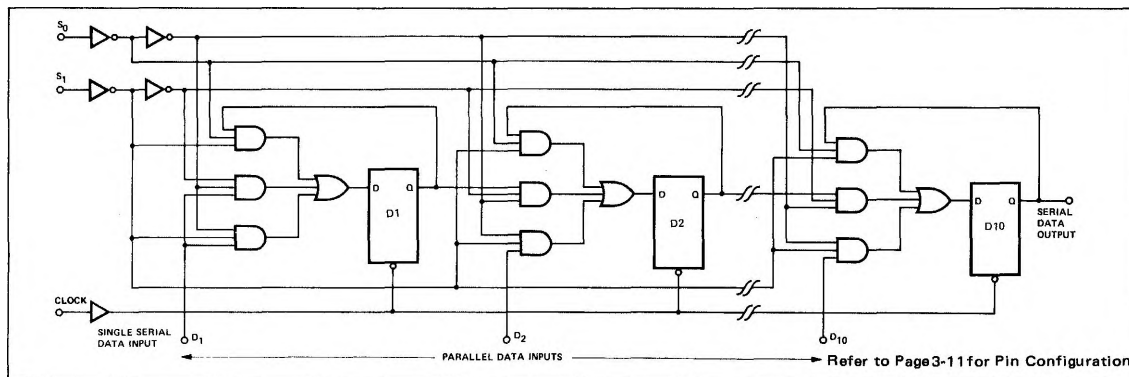 S0
S1
D Q
D1
D Q
D2
D Q
D10
SERIAL
DATA
OUTPUT
CLOCK
SINGLE SERIAL
DATA INPUT
D1
D2
D10
PARALLEL DATA INPUTS
Refer to Page 3-11 for Pin Configuration